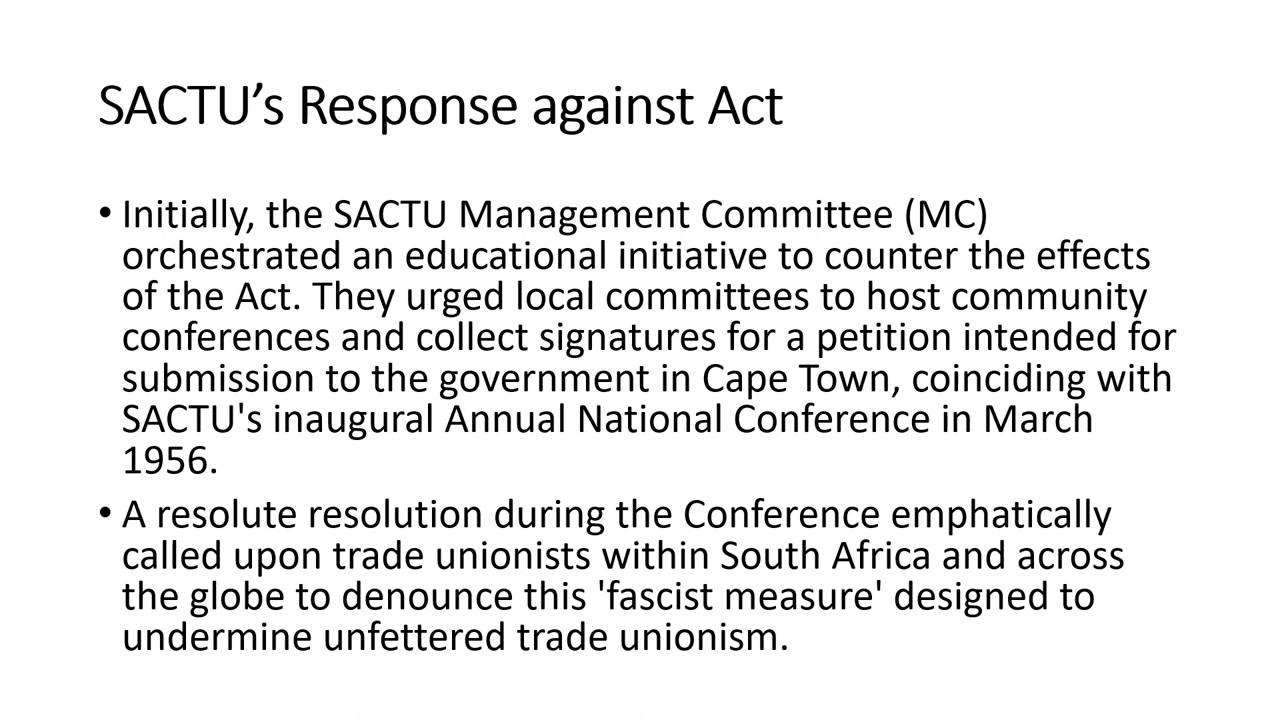 SACTU’s Response against Act
• Initially, the SACTU Management Committee (MC)
orchestrated an educational initiative to counter the effects
of the Act. They urged local committees to host community
conferences and collect signatures for a petition intended for
submission to the government in Cape Town, coinciding with
SACTU's inaugural Annual National Conference in March
1956.
• A resolute resolution during the Conference emphatically
called upon trade unionists within South Africa and across
the globe to denounce this 'fascist measure' designed to
undermine unfettered trade unionism.